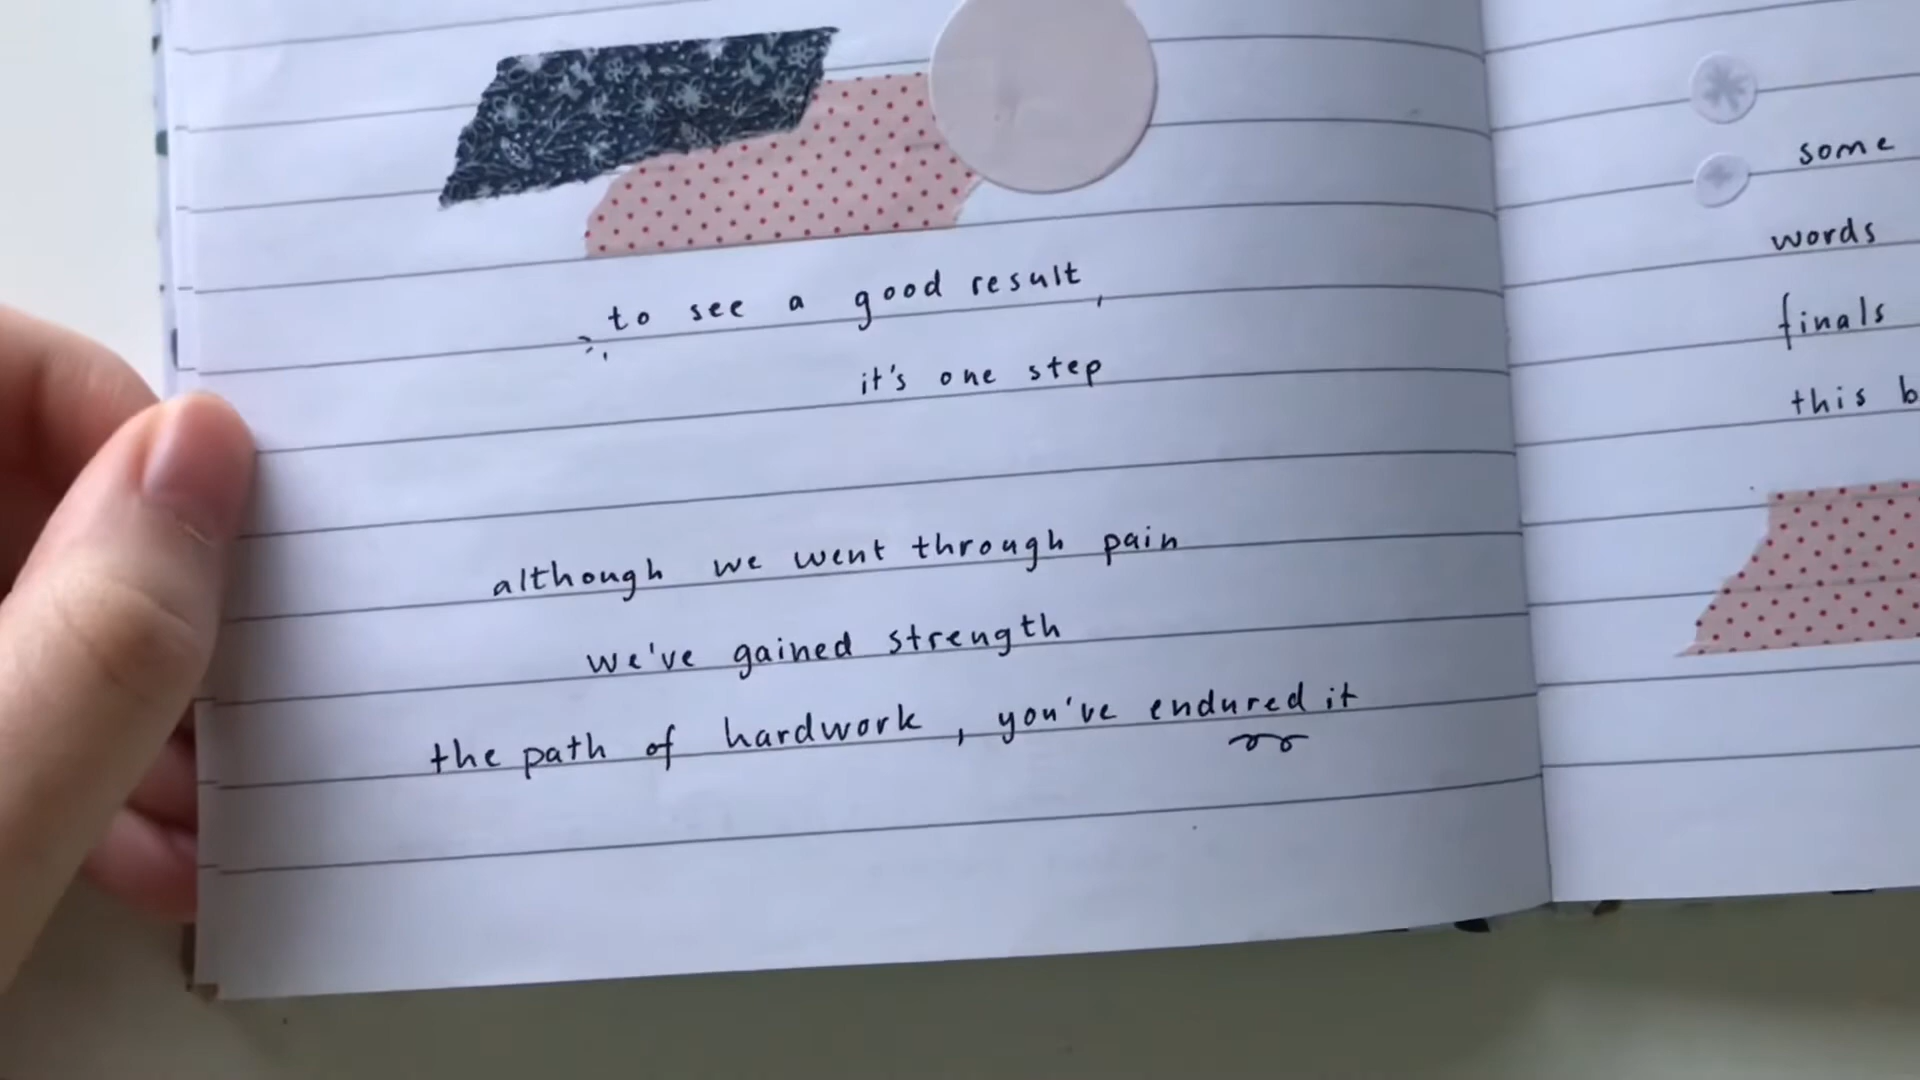 to see a good result,
it's one step
although we went through pain
we've gained strength
the path of hardwork, you've endured it
some
words
finals
this